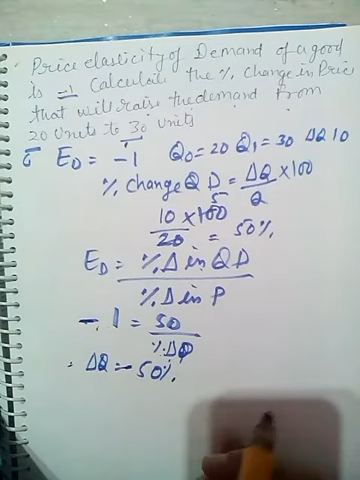 Price elasticity of Demand of a good
is -1 Calculate the % change in Price
that will raise the demand from
20 Units to 30 units
ED = -1 Q0 = 20 Q1 = 30 ΔQ 10
% change Q D = ΔQ/Q × 100
10 × 100/20 = 50%
5
ED = % Δ in Q D
% Δ in P
- 1 = 50
% ΔP
= ΔQ = - 50%